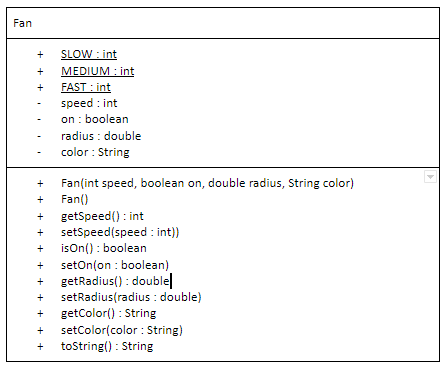 Fan
+ SLOW : int
+ MEDIUM : int
+ FAST : int
- speed : int
- on : boolean
- radius : double
- color : String
+ Fan(int speed, boolean on, double radius, String color)
+ Fan()
+ getSpeed() : int
+ setSpeed(speed : int))
+ isOn() : boolean
+ setOn(on : boolean)
+ getRadius() : double
+ setRadius(radius : double)
+ getColor() : String
+ setColor(color : String)
+ toString() : String